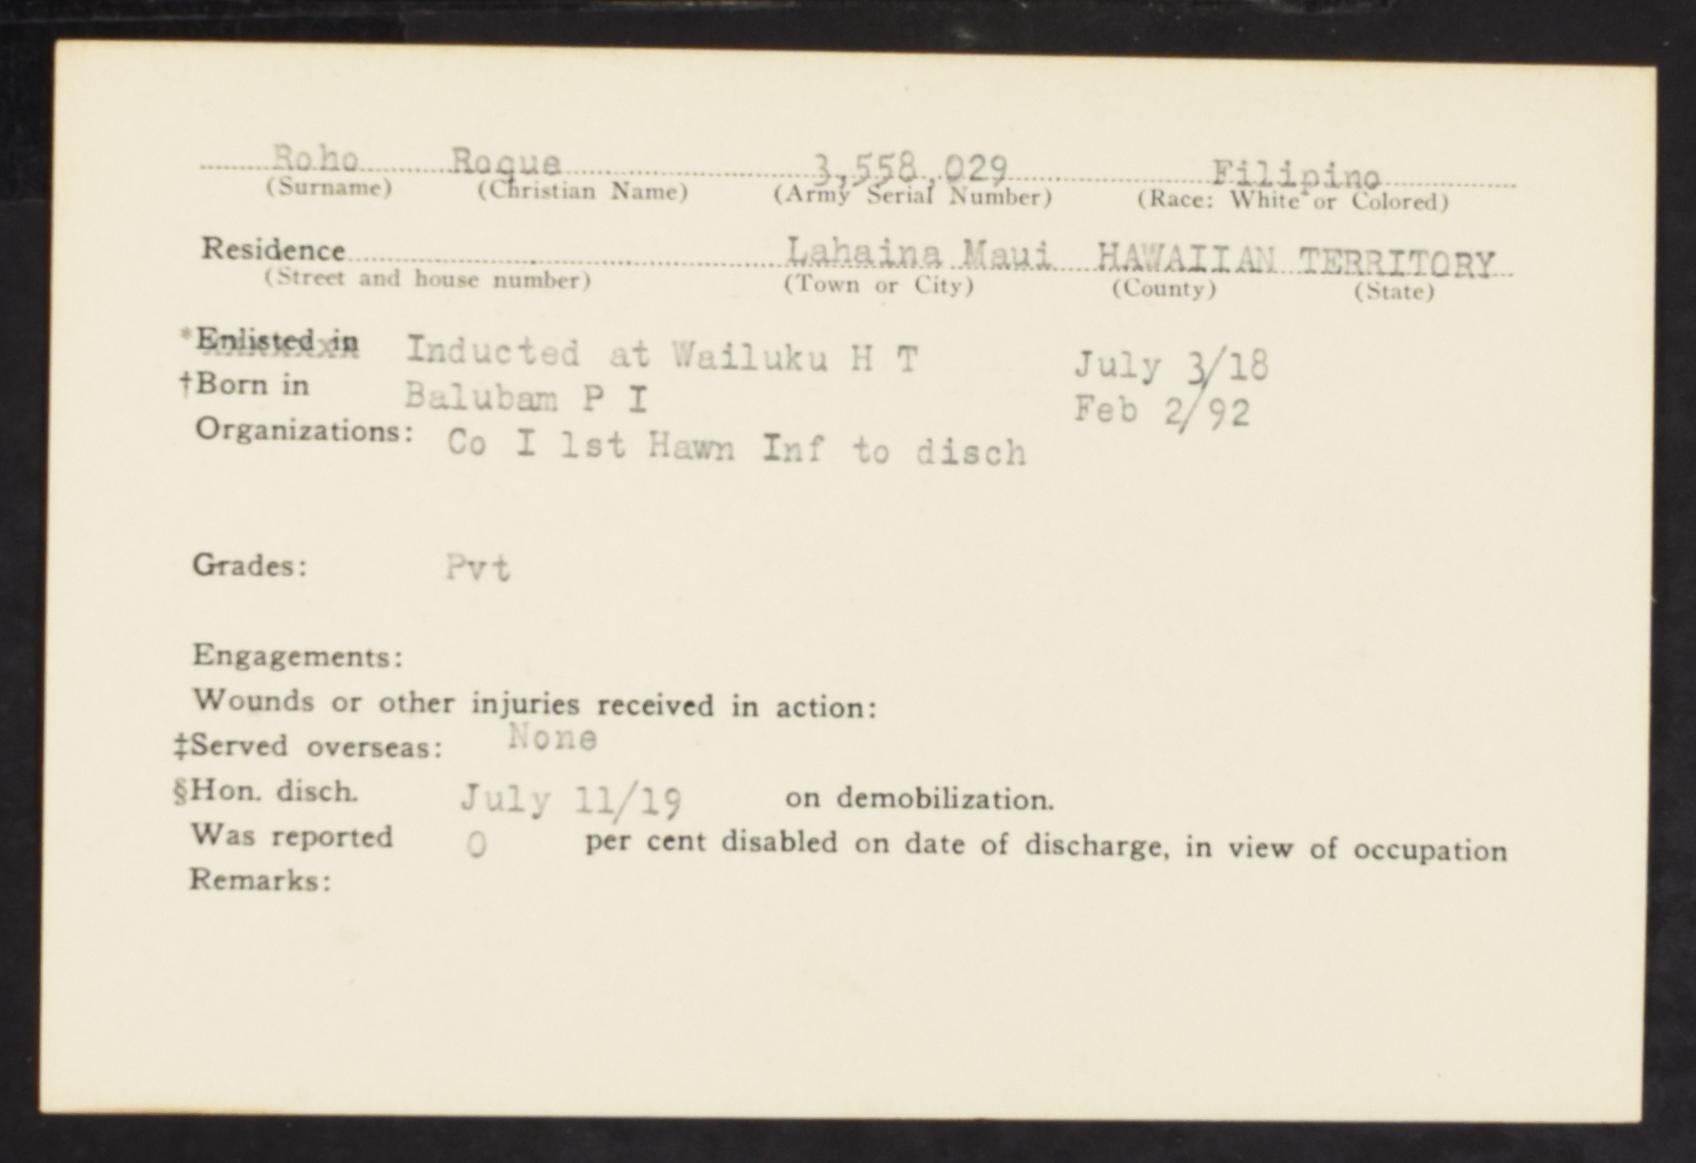 Roho Roque 3,558,029 Filipino
(Surname) (Christian Name) (Army Serial Number) (Race: White or Colored)
Residence Lahaina Maui HAWAIIAN TERRITORY
(Street and house number) (Town or City) (County) (State)
*Enlisted in Inducted at Wailuku H T July 3/18
†Born in Balubam P I Feb 2/92
Organizations: Co I 1st Hawn Inf to disch
Grades: Pvt
Engagements:
Wounds or other injuries received in action:
‡Served overseas: None
§Hon. disch. July 11/19 on demobilization.
Was reported 0 per cent disabled on date of discharge, in view of occupation
Remarks: